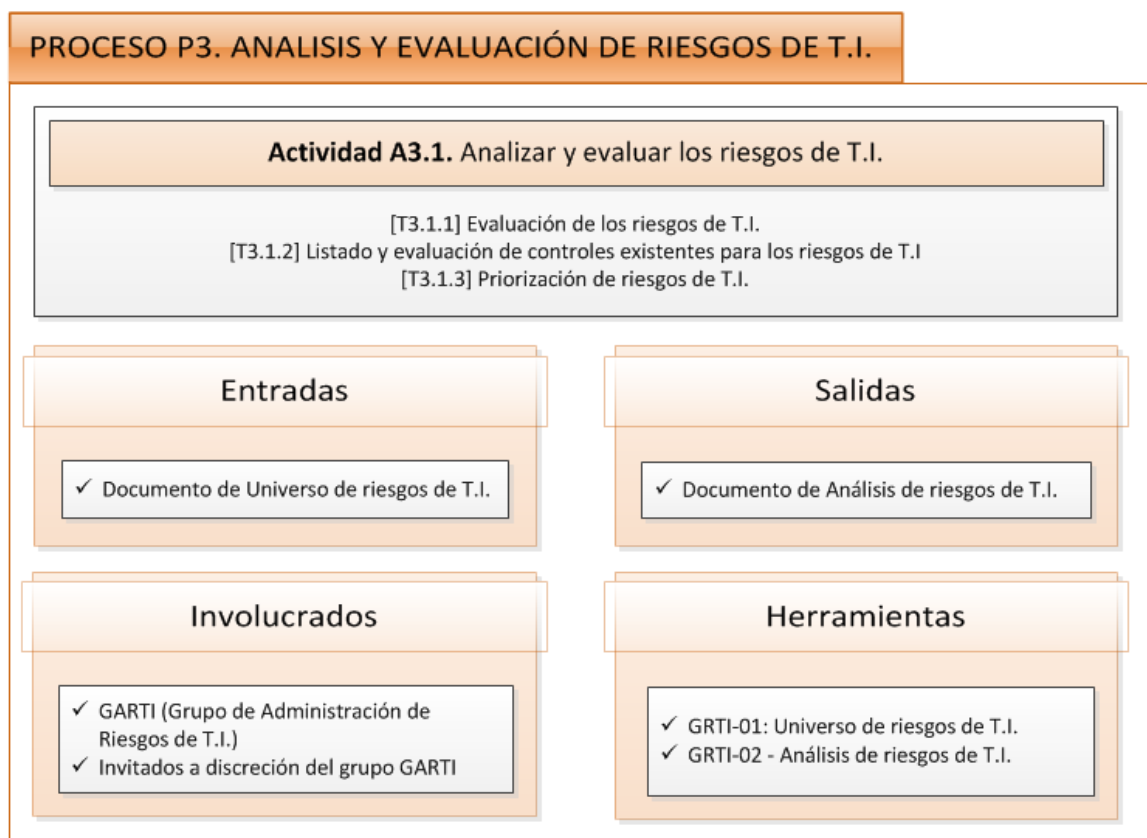 PROCESO P3. ANALISIS Y EVALUACIÓN DE RIESGOS DE T.I.
Actividad A3.1. Analizar y evaluar los riesgos de T.I.
[T3.1.1] Evaluación de los riesgos de T.I.
[T3.1.2] Listado y evaluación de controles existentes para los riesgos de T.I
[T3.1.3] Priorización de riesgos de T.I.
Entradas
✓ Documento de Universo de riesgos de T.I.
Salidas
✓ Documento de Análisis de riesgos de T.I.
Involucrados
✓ GARTI (Grupo de Administración de
Riesgos de T.I.)
✓ Invitados a discreción del grupo GARTI
Herramientas
✓ GRTI-01: Universo de riesgos de T.I.
✓ GRTI-02 - Análisis de riesgos de T.I.